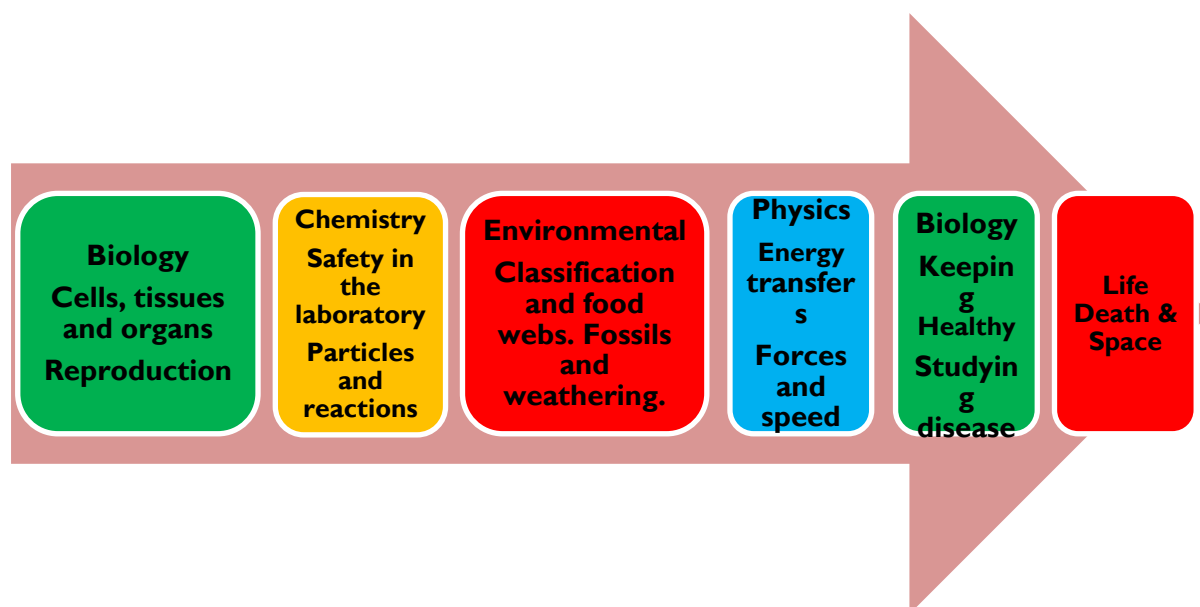 Biology
Cells, tissues
and organs
Reproduction
Chemistry
Safety in
the
laboratory
Particles
and
reactions
Environmental
Classification
and food
webs. Fossils
and
weathering.
Physics
Energy
transfer
s
Forces
and
speed
Biology
Keepin
g
Healthy
Studyin
g
disease
Life
Death &
Space